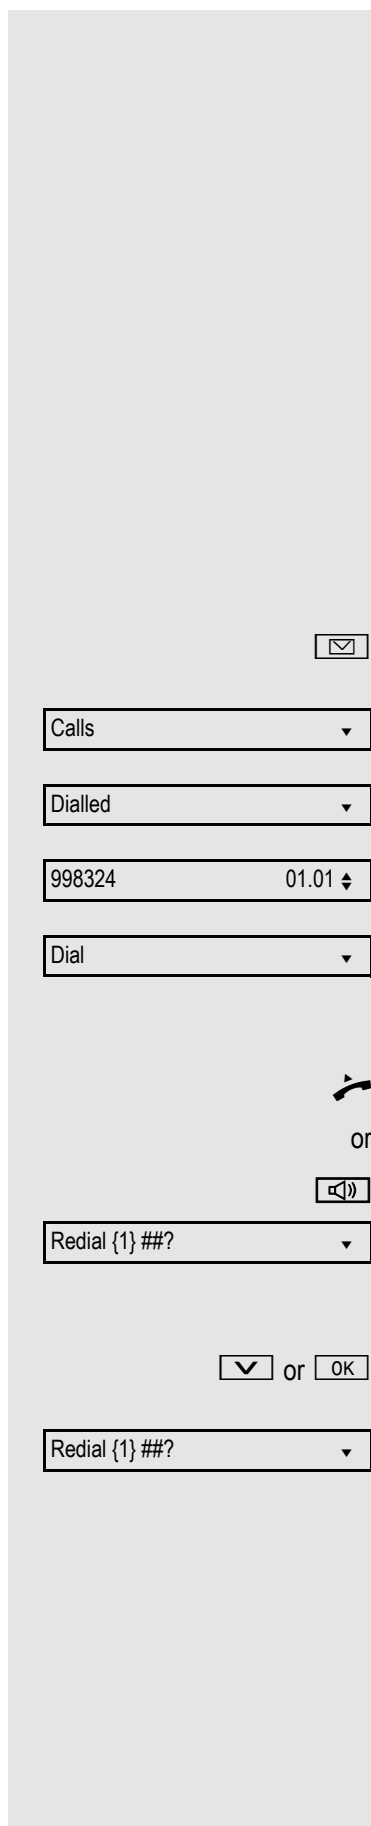 Calls
Dialled
998324 01.01
Dial
or
Redial {1} ##?
or OK
Redial {1} ##?